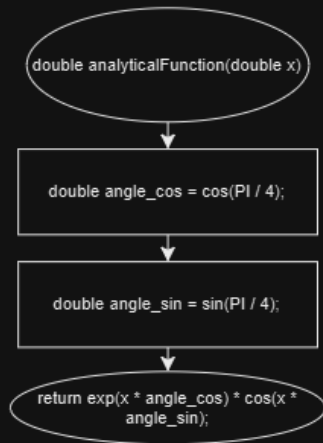 double analyticalFunction(double x)
double angle_cos = cos(PI / 4);
double angle_sin = sin(PI / 4);
return exp(x * angle_cos) * cos(x *
angle_sin);